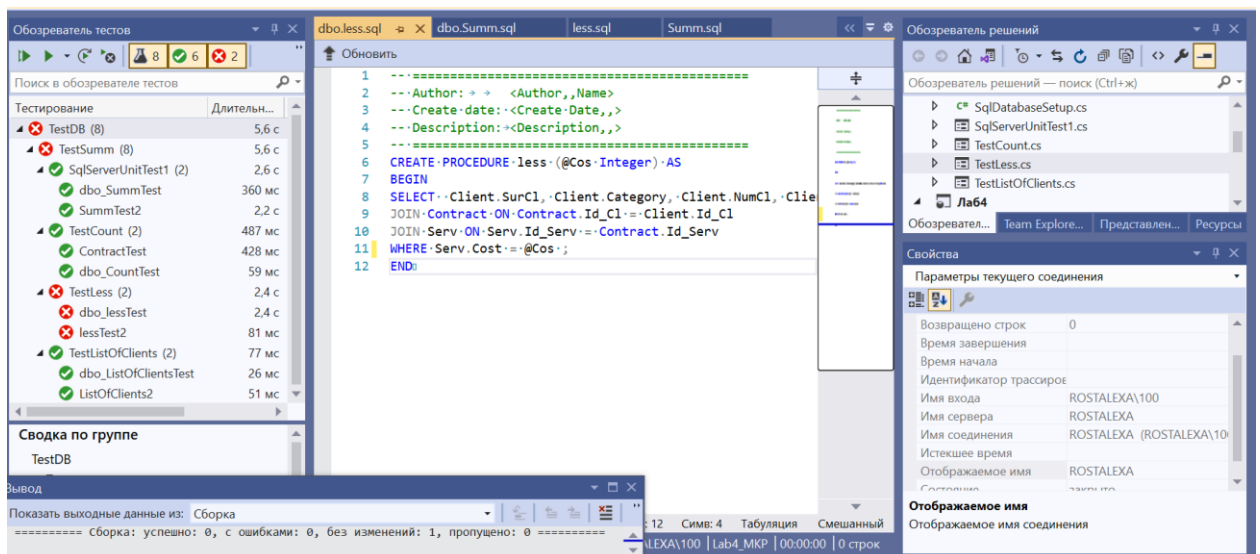 Обозреватель тестов
8 6 2
Поиск в обозревателе тестов
Тестирование Длительн...
TestDB (8) 5,6 с
TestSumm (8) 5,6 с
SqlServerUnitTest1 (2) 2,6 с
dbo_SummTest 360 мс
SummTest2 2,2 с
TestCount (2) 487 мс
ContractTest 428 мс
dbo_CountTest 59 мс
TestLess (2) 2,4 с
dbo_lessTest 2,4 с
lessTest2 81 мс
TestListOfClients (2) 77 мс
dbo_ListOfClientsTest 26 мс
ListOfClients2 51 мс
Сводка по группе
TestDB
dbo.less.sql dbo.Summ.sql less.sql Summ.sql
Обновить
1 -- =============================================
2 -- Author: <Author,,Name>
3 -- Create date: <Create Date,,>
4 -- Description: <Description,,>
5 -- =============================================
6 CREATE PROCEDURE less (@Cos Integer) AS
7 BEGIN
8 SELECT  Client.SurCl, Client.Category, Client.NumCl, Clie
9 JOIN Contract ON Contract.Id_Cl = Client.Id_Cl
10 JOIN Serv ON Serv.Id_Serv = Contract.Id_Serv
11 WHERE Serv.Cost = @Cos ;
12 END
: 12 Симв: 4 Табуляция Смешанный
LEXA\100 | Lab4_MKP | 00:00:00 | 0 строк
Вывод
Показать выходные данные из: Сборка
========== Сборка: успешно: 0, с ошибками: 0, без изменений: 1, пропущено: 0 ==========
Обозреватель решений
Обозреватель решений — поиск (Ctrl+ж)
C# SqlDatabaseSetup.cs
SqlServerUnitTest1.cs
TestCount.cs
TestLess.cs
TestListOfClients.cs
Лаб4
Обозревател... Team Explore... Представлен... Ресурсы
Свойства
Параметры текущего соединения
Возвращено строк 0
Время завершения
Время начала
Идентификатор трассиров
Имя входа ROSTALEXA\100
Имя сервера ROSTALEXA
Имя соединения ROSTALEXA (ROSTALEXA\10
Истекшее время
Отображаемое имя ROSTALEXA
Состояние закрыто
Отображаемое имя
Отображаемое имя соединения